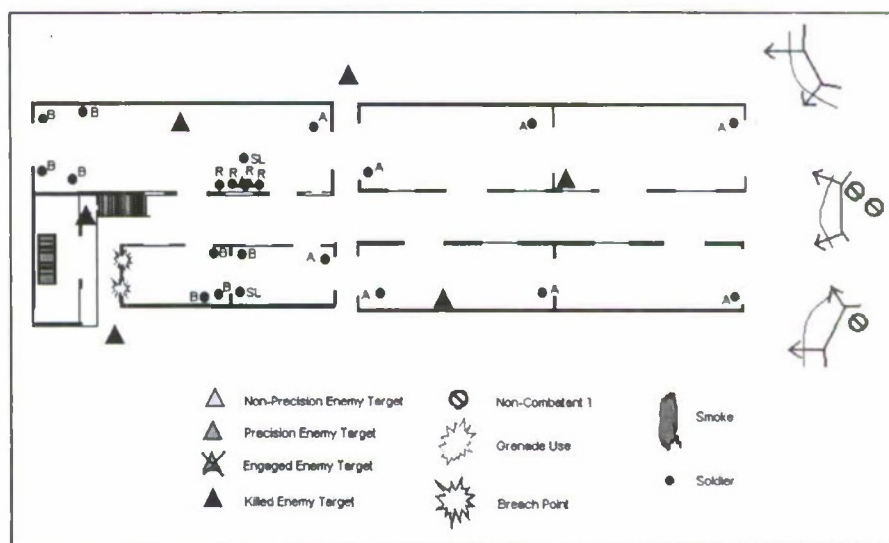 B
B
A
A
A
SL
R R R R
B
B
A
B
B
A
B
B
SL
A
A
A
Non-Precision Enemy Target
Non-Combatant 1
Smoke
Precision Enemy Target
Grenade Use
Engaged Enemy Target
Soldier
Killed Enemy Target
Breach Point